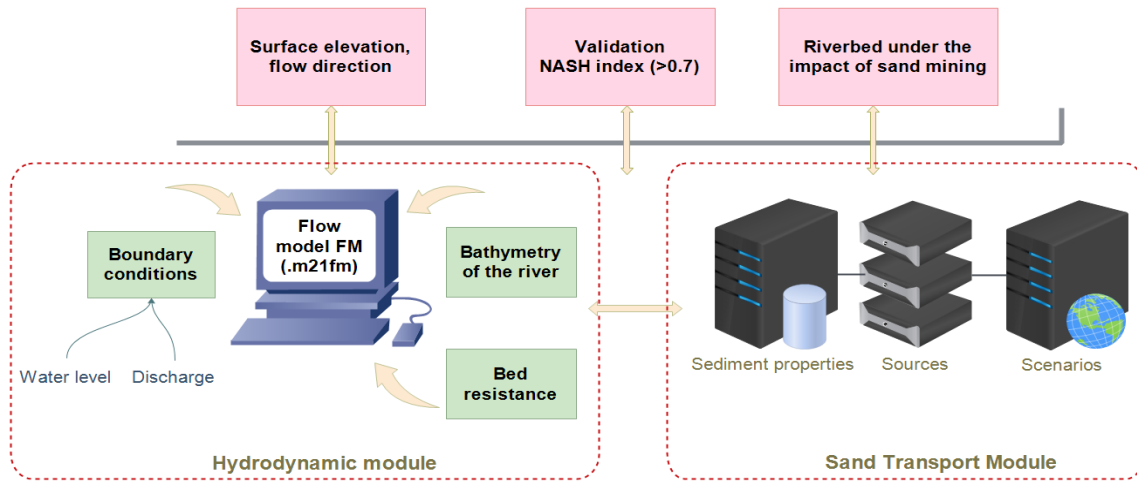 Surface elevation,
flow direction
Validation
NASH index (>0.7)
Riverbed under the
impact of sand mining
Flow
model FM
(.m21fm)
Boundary
conditions
Bathymetry
of the river
Water level
Discharge
Bed
resistance
Hydrodynamic module
Sediment properties
Sources
Scenarios
Sand Transport Module